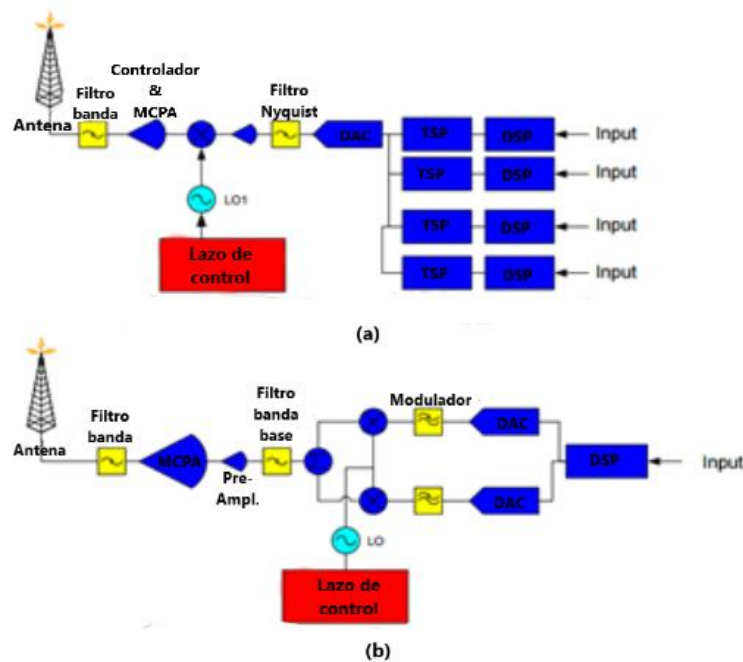 Controlador
&
MCPA
Filtro
banda
Filtro
Nyquist
Antena
DAC
TSP
DSP
Input
TSP
DSP
Input
TSP
DSP
Input
TSP
DSP
Input
LO1
Lazo de
control
(a)
Filtro
banda
Filtro
banda
base
Modulador
Antena
MCPA
Pre-
Ampl.
DAC
DAC
DSP
Input
LO
Lazo de
control
(b)